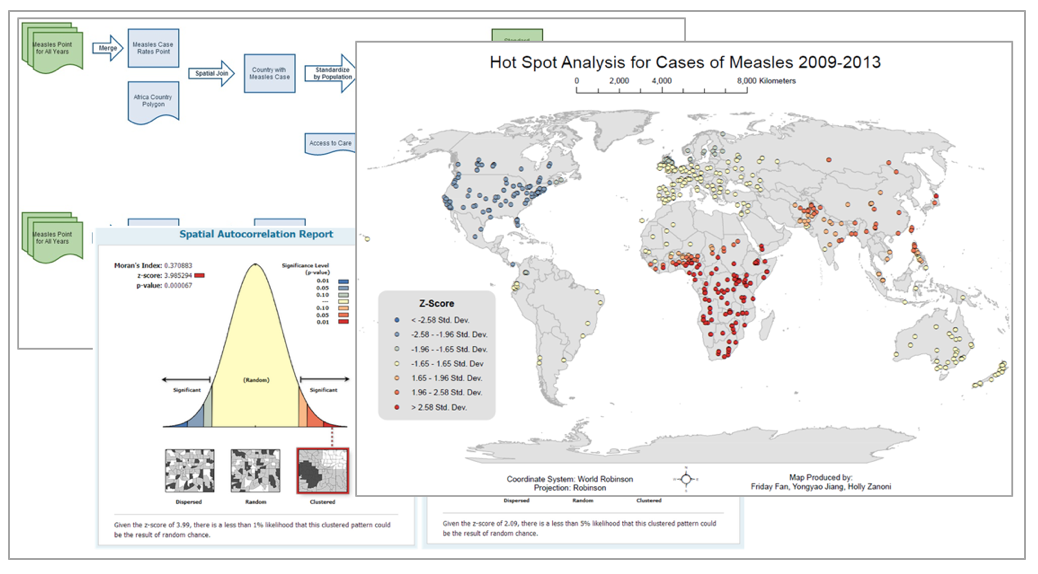 Measles Point
for All Years
Merge
Measles Case
Rates Point
Africa Country
Polygon
Spatial Join
Country with
Measles Case
Standardize
by Population
Access to Care
Measles Point
for All Years
Spatial Autocorrelation Report
Moran's Index: 0.370883
z-score: 3.985294
p-value: 0.000067
Significance Level
(p-value)
0.01
0.05
0.10
---
0.10
0.05
0.01
(Random)
Significant
Significant
Dispersed
Random
Clustered
Given the z-score of 3.99, there is a less than 1% likelihood that this clustered pattern could
be the result of random chance.
Hot Spot Analysis for Cases of Measles 2009-2013
0 2,000 4,000 8,000 Kilometers
Z-Score
< -2.58 Std. Dev.
-2.58 - -1.96 Std. Dev.
-1.96 - -1.65 Std. Dev.
-1.65 - 1.65 Std. Dev
1.65 - 1.96 Std. Dev.
1.96 - 2.58 Std. Dev.
> 2.58 Std. Dev.
Coordinate System: World Robinson
Projection: Robinson
Map Produced by:
Friday Fan, Yongyao Jiang, Holly Zanoni
Dispersed
Random
Clustered
Given the z-score of 2.09, there is a less than 5% likelihood that this clustered pattern could
be the result of random chance.